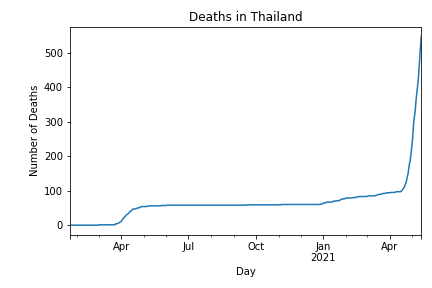 Deaths in Thailand
500
400
300
200
100
0
Number of Deaths
Apr
Jul
Oct
Jan
2021
Apr
Day